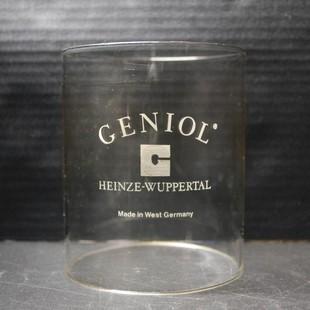 GENIOL®
HEINZE-WUPPERTAL
Made in West Germany